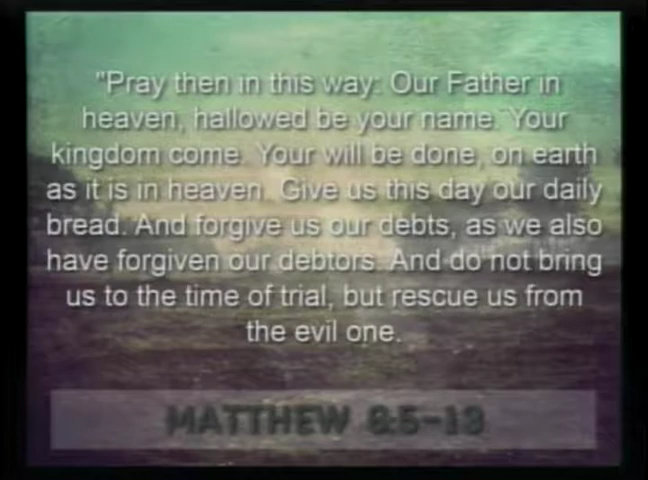 "Pray then in this way: Our Father in
heaven, hallowed be your name. Your
kingdom come. Your will be done, on earth
as it is in heaven. Give us this day our daily
bread. And forgive us our debts, as we also
have forgiven our debtors. And do not bring
us to the time of trial, but rescue us from
the evil one.
MATTHEW 6:5-13